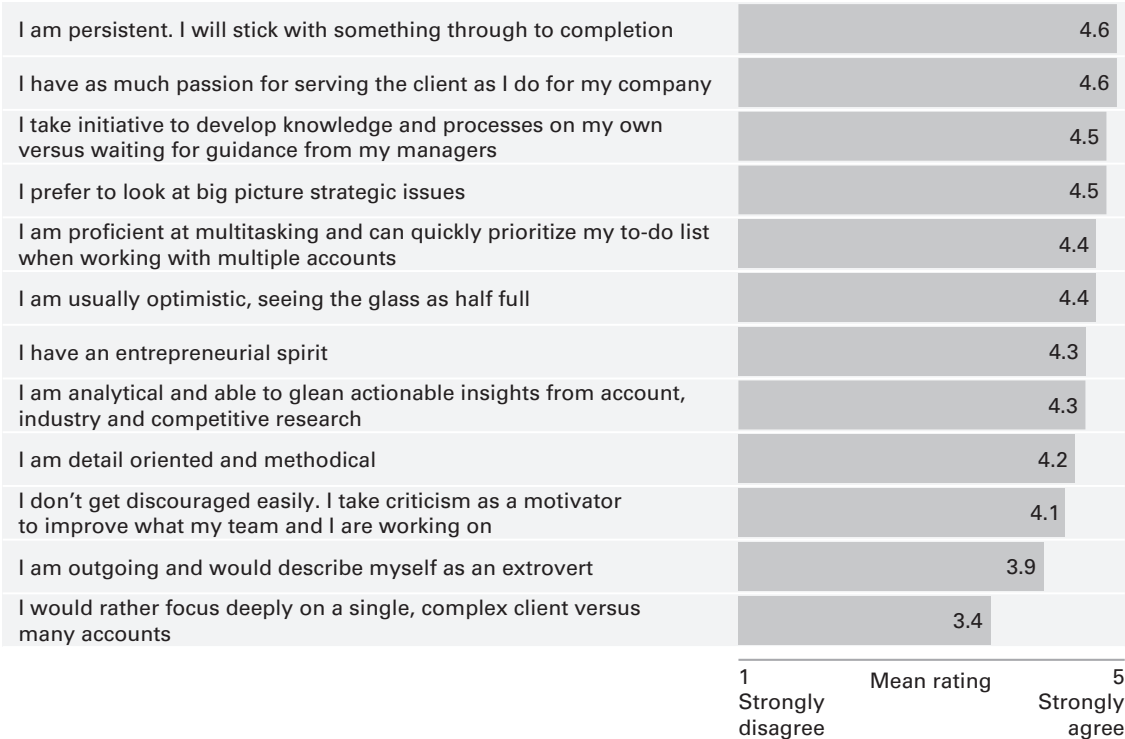 I am persistent. I will stick with something through to completion 4.6
I have as much passion for serving the client as I do for my company 4.6
I take initiative to develop knowledge and processes on my own
versus waiting for guidance from my managers 4.5
I prefer to look at big picture strategic issues 4.5
I am proficient at multitasking and can quickly prioritize my to-do list
when working with multiple accounts 4.4
I am usually optimistic, seeing the glass as half full 4.4
I have an entrepreneurial spirit 4.3
I am analytical and able to glean actionable insights from account,
industry and competitive research 4.3
I am detail oriented and methodical 4.2
I don’t get discouraged easily. I take criticism as a motivator
to improve what my team and I are working on 4.1
I am outgoing and would describe myself as an extrovert 3.9
I would rather focus deeply on a single, complex client versus
many accounts 3.4
1 Mean rating 5
Strongly Strongly
disagree agree